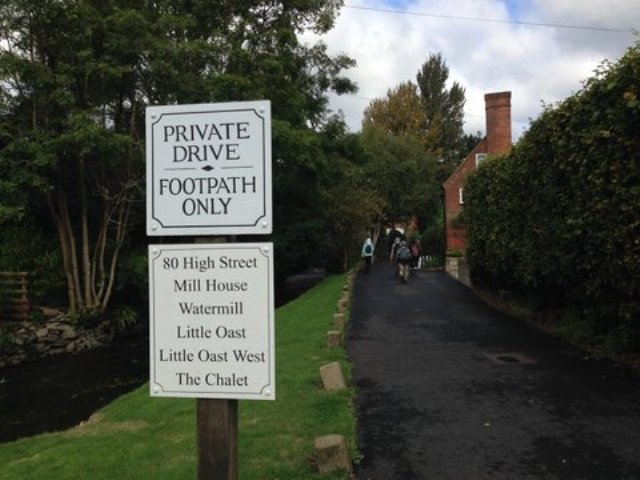 PRIVATE
DRIVE
FOOTPATH
ONLY
80 High Street
Mill House
Watermill
Little Oast
Little Oast West
The Chalet